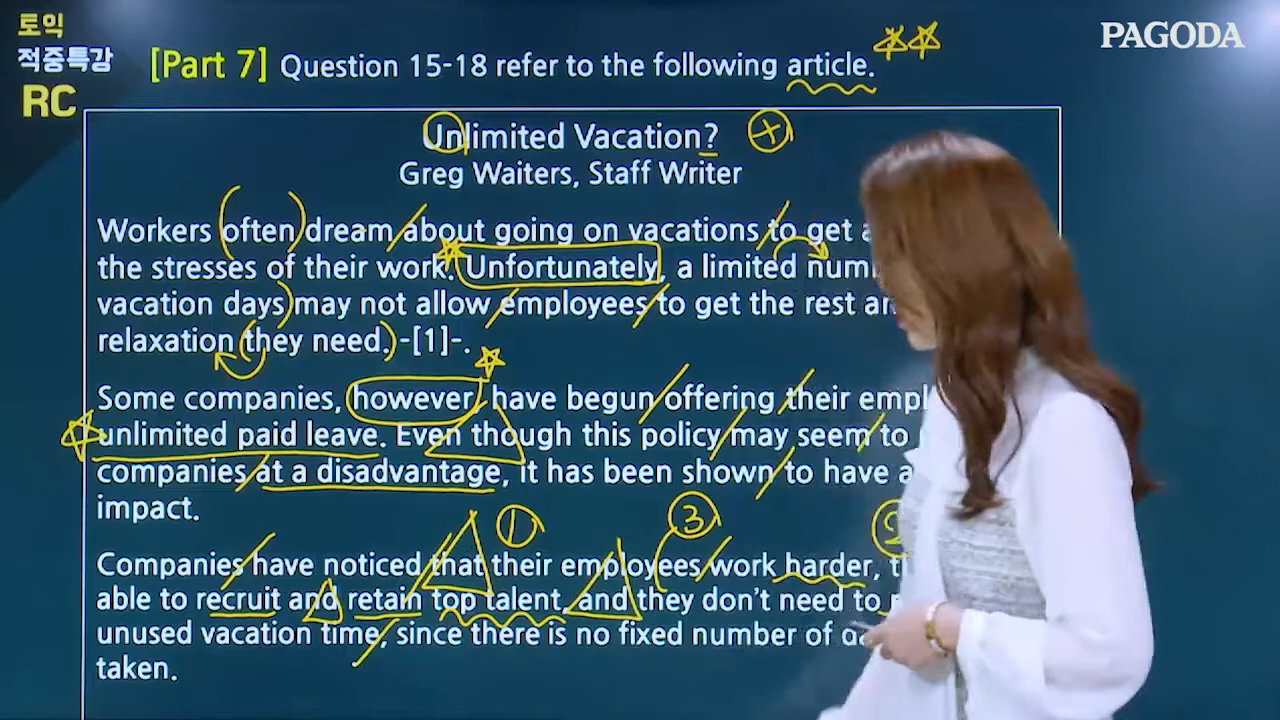 토익
적중특강
RC
PAGODA
[Part 7] Question 15-18 refer to the following article.
Unlimited Vacation?
Greg Waiters, Staff Writer
Workers often dream about going on vacations to get
the stresses of their work. Unfortunately, a limited
vacation days may not allow employees to get the rest
relaxation they need. -[1]-.
Some companies, however, have begun offering their
unlimited paid leave. Even though this policy may seem to
companies at a disadvantage, it has been shown to have
impact.
① ③
Companies have noticed that their employees work harder,
able to recruit and retain top talent, and they don't need to
unused vacation time, since there is no fixed number of
taken.